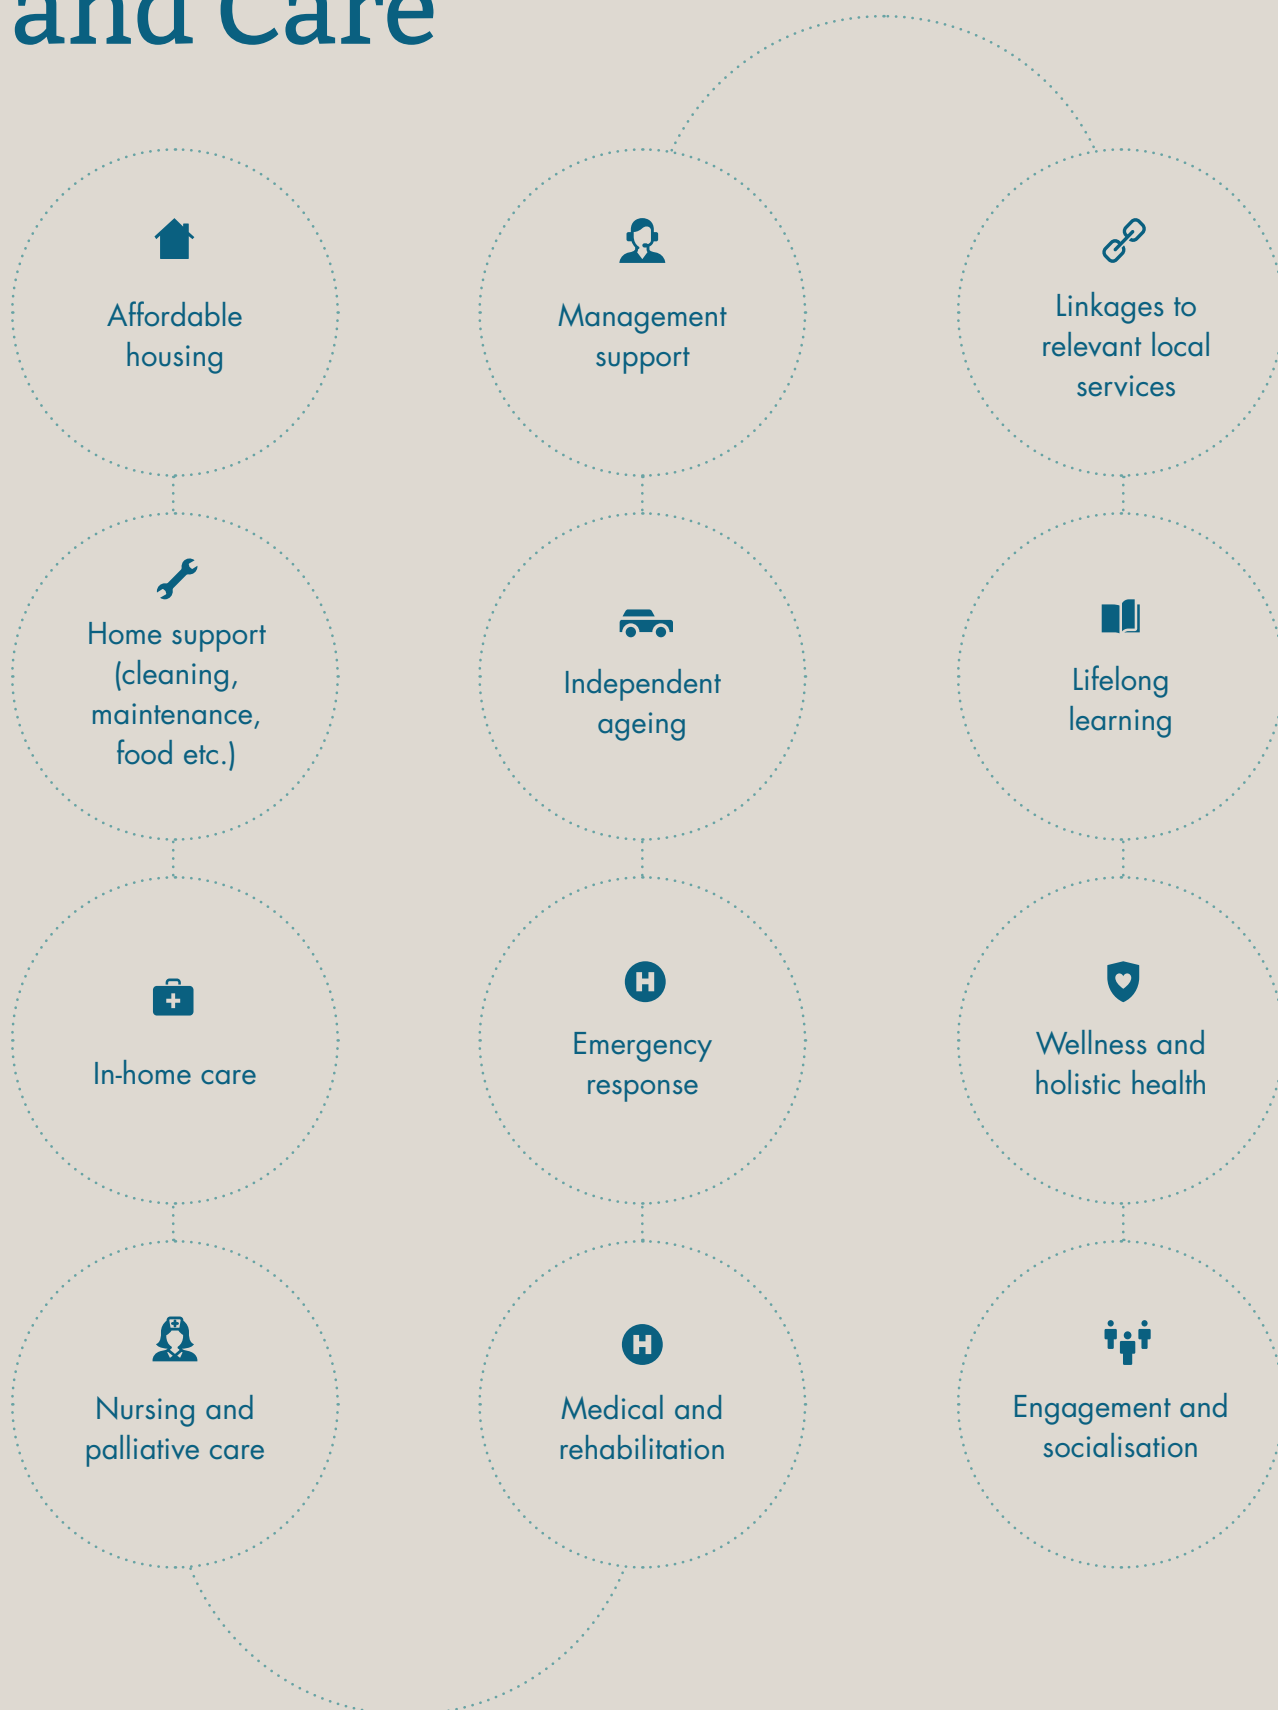 and Care
Affordable
housing
Management
support
Linkages to
relevant local
services
Home support
(cleaning,
maintenance,
food etc.)
Independent
ageing
Lifelong
learning
In-home care
H
Emergency
response
Wellness and
holistic health
Nursing and
palliative care
H
Medical and
rehabilitation
Engagement and
socialisation